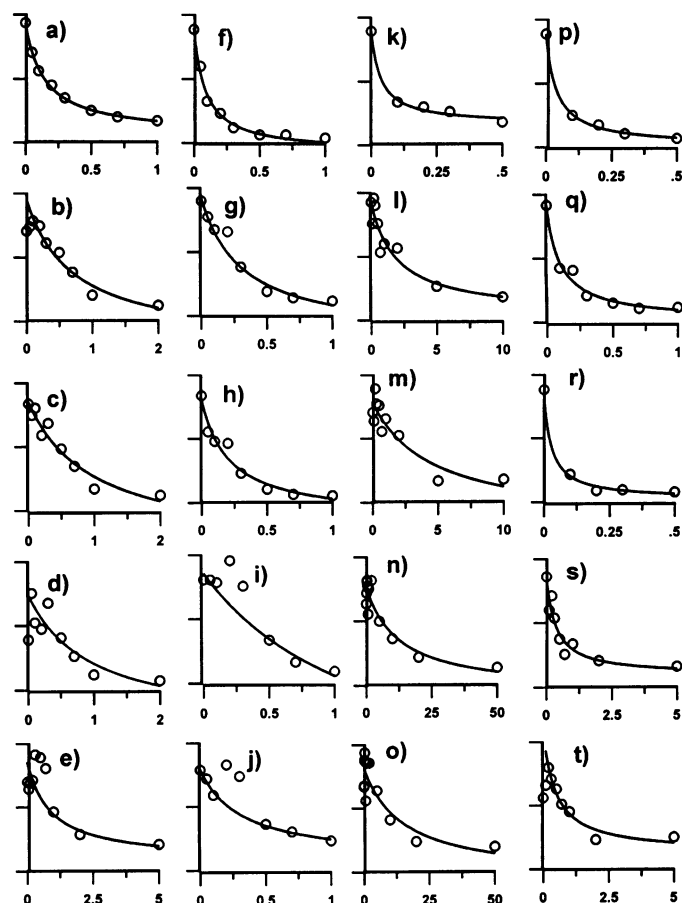 a) f) k) p)
0 0.5 1 0 0.5 1 0 0.25 .5 0 0.25 .5
b) g) l) q)
0 1 2 0 0.5 1 0 5 10 0 0.5 1
c) h) m) r)
0 1 2 0 0.5 1 0 5 10 0 0.25 .5
d) i) n) s)
0 1 2 0 0.5 1 0 25 50 0 2.5 5
e) j) o) t)
0 2.5 5 0 0.5 1 0 25 50 0 2.5 5